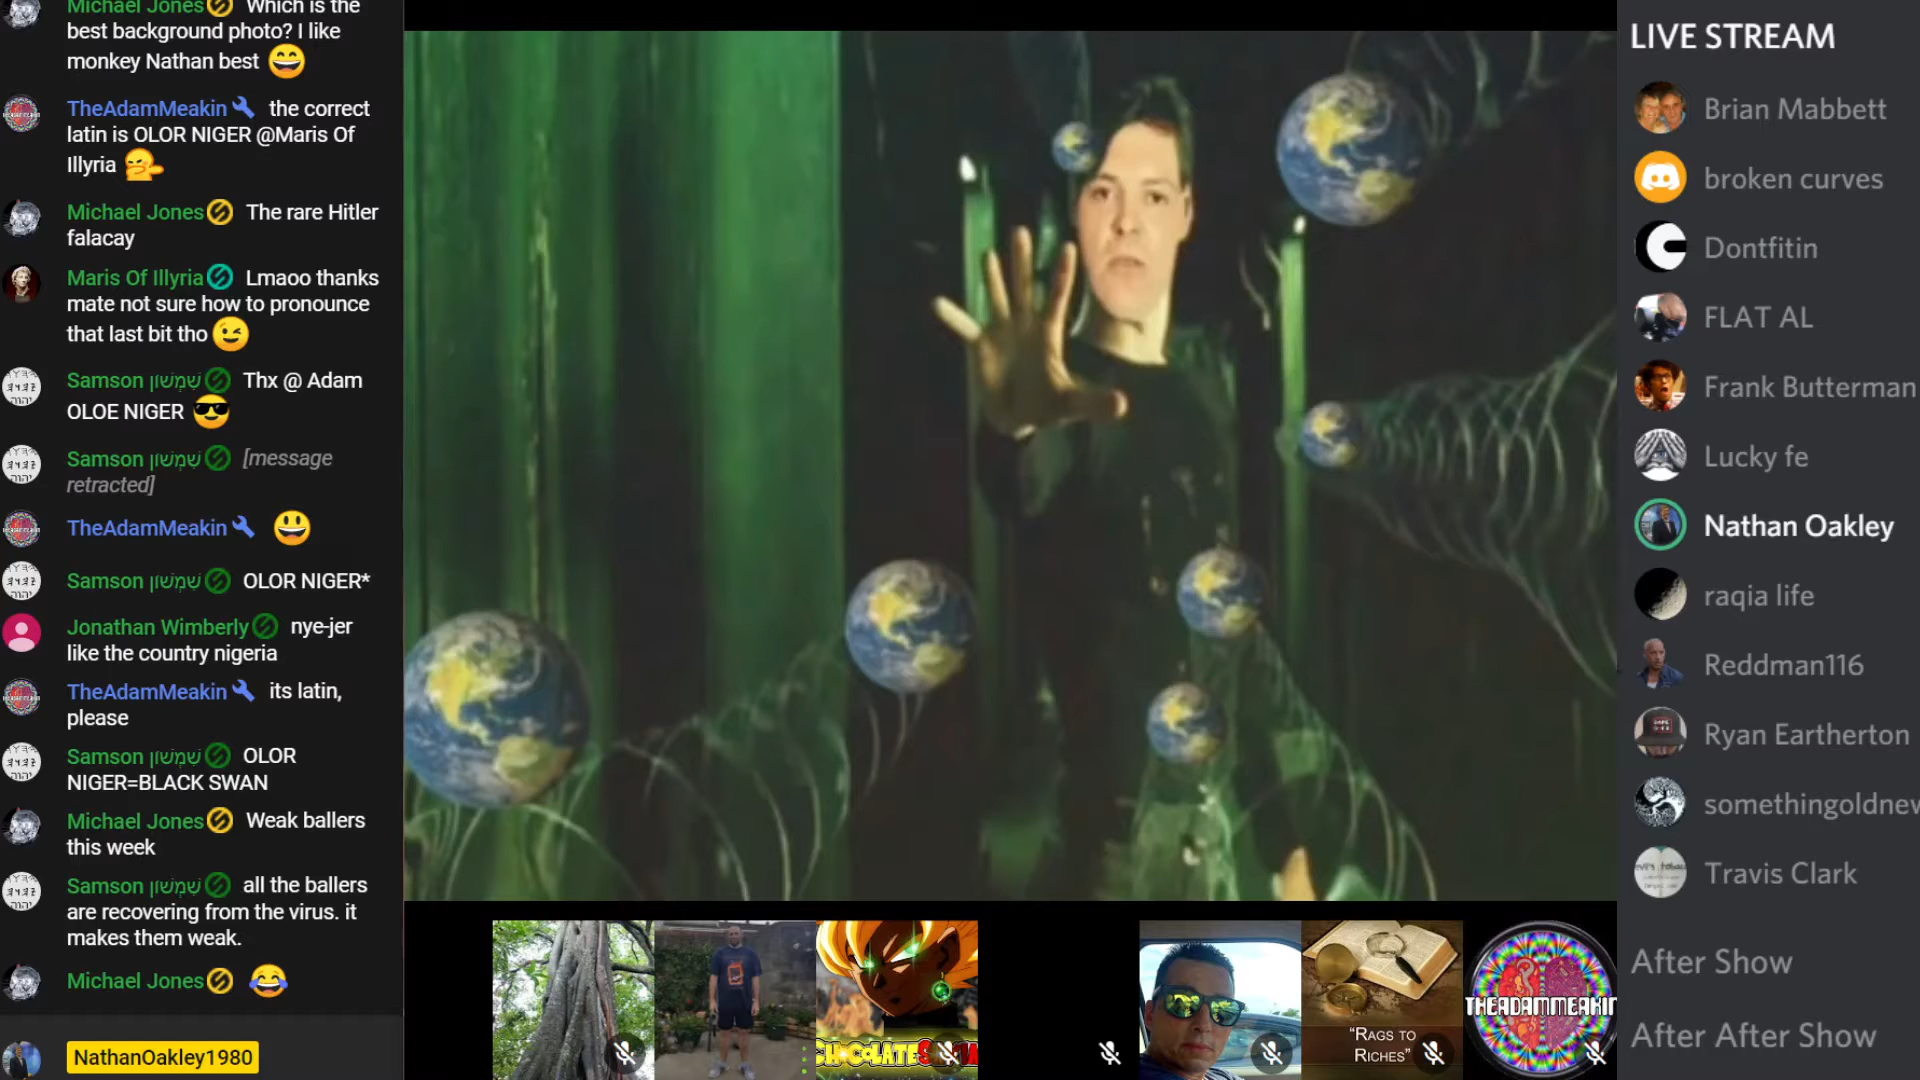 Michael Jones Which is the
best background photo? I like
monkey Nathan best
TheAdamMeakin the correct
latin is OLOR NIGER @Maris Of
Illyria
Michael Jones The rare Hitler
falacay
Maris Of Illyria Lmaoo thanks
mate not sure how to pronounce
that last bit tho
Samson |שִׁמְשׁוֹן Thx @ Adam
OLOE NIGER
Samson |שִׁמְשׁוֹן [message
retracted]
TheAdamMeakin
Samson |שִׁמְשׁוֹן OLOR NIGER*
Jonathan Wimberly nye-jer
like the country nigeria
TheAdamMeakin its latin,
please
Samson |שִׁמְשׁוֹן OLOR
NIGER=BLACK SWAN
Michael Jones Weak ballers
this week
Samson |שִׁמְשׁוֹן all the ballers
are recovering from the virus. it
makes them weak.
Michael Jones
NathanOakley1980
"RAGS TO
RICHES"
THEADAMMEAKIN
LIVE STREAM
Brian Mabbett
broken curves
Dontfitin
FLAT AL
Frank Butterman
Lucky fe
Nathan Oakley
raqia life
Reddman116
Ryan Eartherton
somethingoldnew
Travis Clark
After Show
After After Show